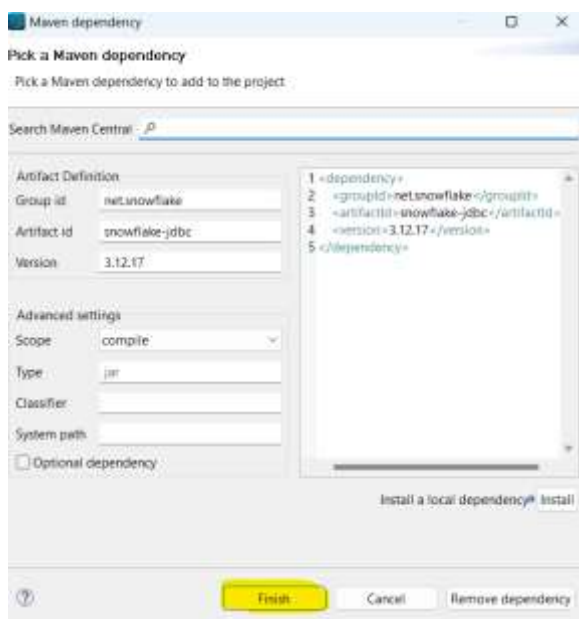 Maven dependency
Pick a Maven dependency
Pick a Maven dependency to add to the project
Search Maven Central
Artifact Definition
Group id net.snowflake
Artifact id snowflake-jdbc
Version 3.12.17
Advanced settings
Scope compile
Type jar
Classifier
System path
Optional dependency
1 <dependency>
2 <groupId>net.snowflake</groupId>
3 <artifactId>snowflake-jdbc</artifactId>
4 <version>3.12.17</version>
5 </dependency>
Install a local dependency Install
Finish Cancel Remove dependency